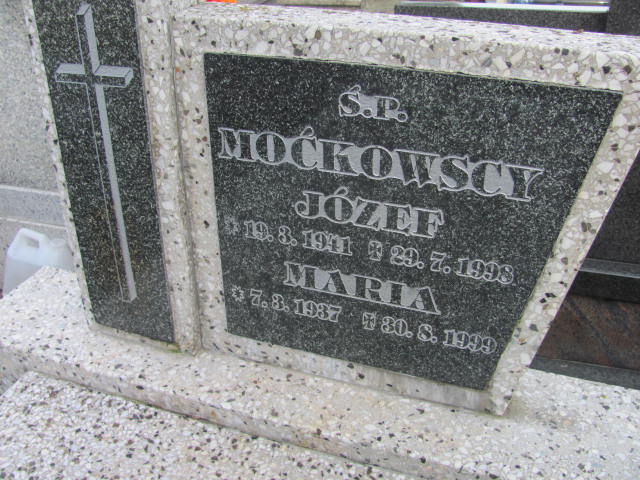 Ś.P.
MOĆKOWSCY
JÓZEF
* 19. 3. 1941 ✝ 29. 7. 1998
MARIA
* 7. 3. 1937 ✝ 30. 8. 1999